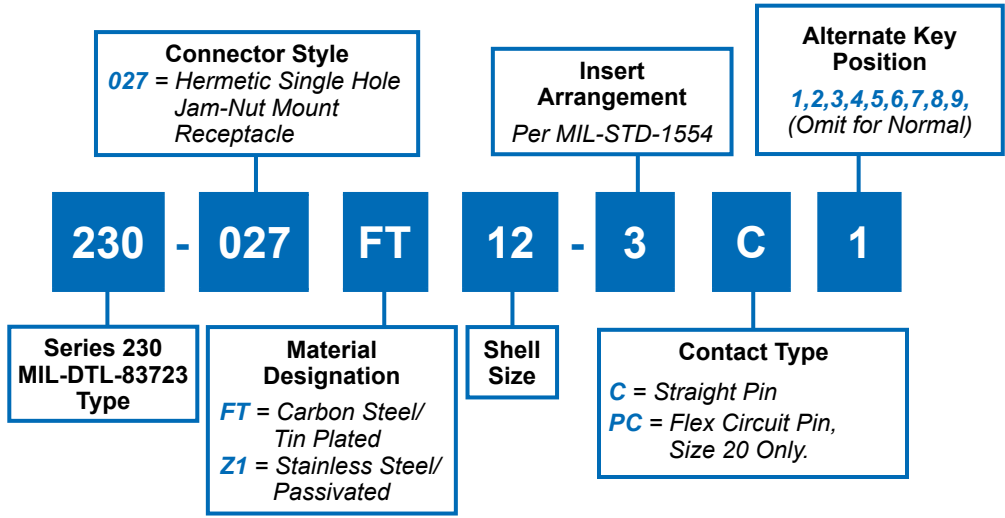 Connector Style
027 = Hermetic Single Hole
Jam-Nut Mount
Receptacle
Insert
Arrangement
Per MIL-STD-1554
Alternate Key
Position
1,2,3,4,5,6,7,8,9,
(Omit for Normal)
230 - 027 FT 12 - 3 C 1
Series 230
MIL-DTL-83723
Type
Material
Designation
FT = Carbon Steel/
Tin Plated
Z1 = Stainless Steel/
Passivated
Shell
Size
Contact Type
C = Straight Pin
PC = Flex Circuit Pin,
Size 20 Only.